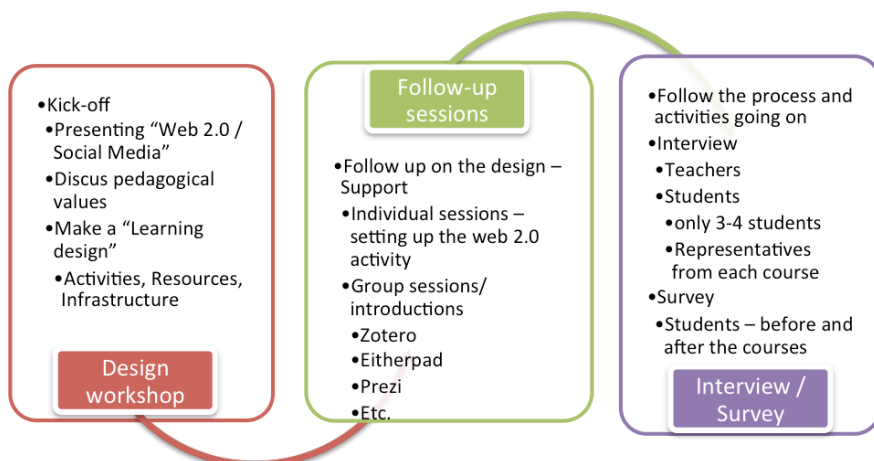 •Kick-off
•Presenting “Web 2.0 /
Social Media”
•Discus pedagogical
values
•Make a “Learning
design”
•Activities, Resources,
Infrastructure
Design
workshop
Follow-up
sessions
•Follow up on the design –
Support
•Individual sessions –
setting up the web 2.0
activity
•Group sessions/
introductions
•Zotero
•Eitherpad
•Prezi
•Etc.
•Follow the process and
activities going on
•Interview
•Teachers
•Students
•only 3-4 students
•Representatives
from each course
•Survey
•Students – before and
after the courses
Interview /
Survey